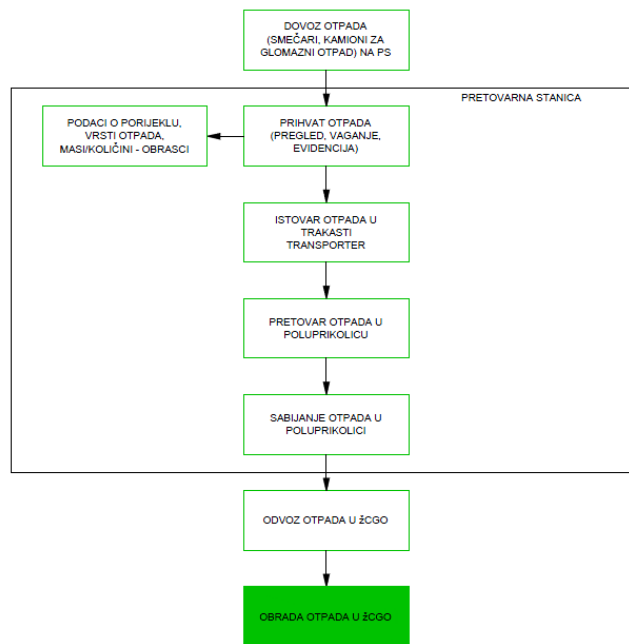 DOVOZ OTPADA
(SMEĆARI, KAMIONI ZA
GLOMAZNI OTPAD) NA PS
PRETOVARNA STANICA
PODACI O PORIJEKLU,
VRSTI OTPADA,
MASI/KOLIČINI - OBRASCI
PRIHVAT OTPADA
(PREGLED, VAGANJE,
EVIDENCIJA)
ISTOVAR OTPADA U
TRAKASTI
TRANSPORTER
PRETOVAR OTPADA U
POLUPRIKOLICU
SABIJANJE OTPADA U
POLUPRIKOLICI
ODVOZ OTPADA U žCGO
OBRADA OTPADA U žCGO